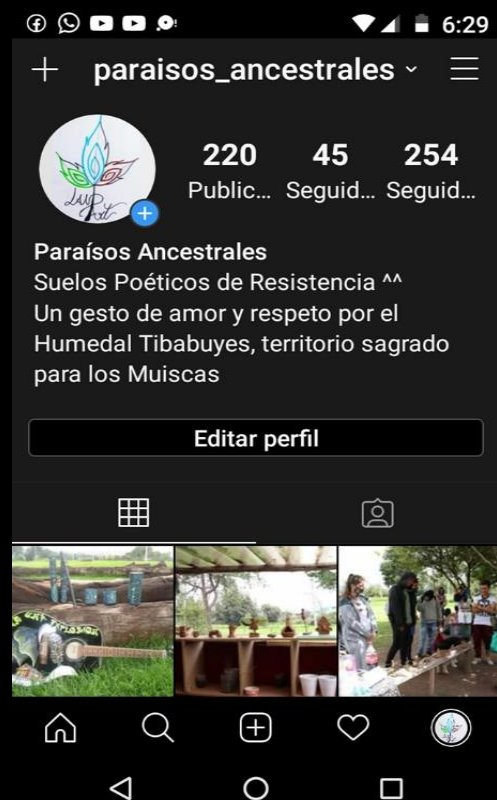 6:29
paraisos_ancestrales
220 45 254
Public... Seguid... Seguid...
Paraísos Ancestrales
Suelos Poéticos de Resistencia ^^
Un gesto de amor y respeto por el
Humedal Tibabuyes, territorio sagrado
para los Muiscas
Editar perfil